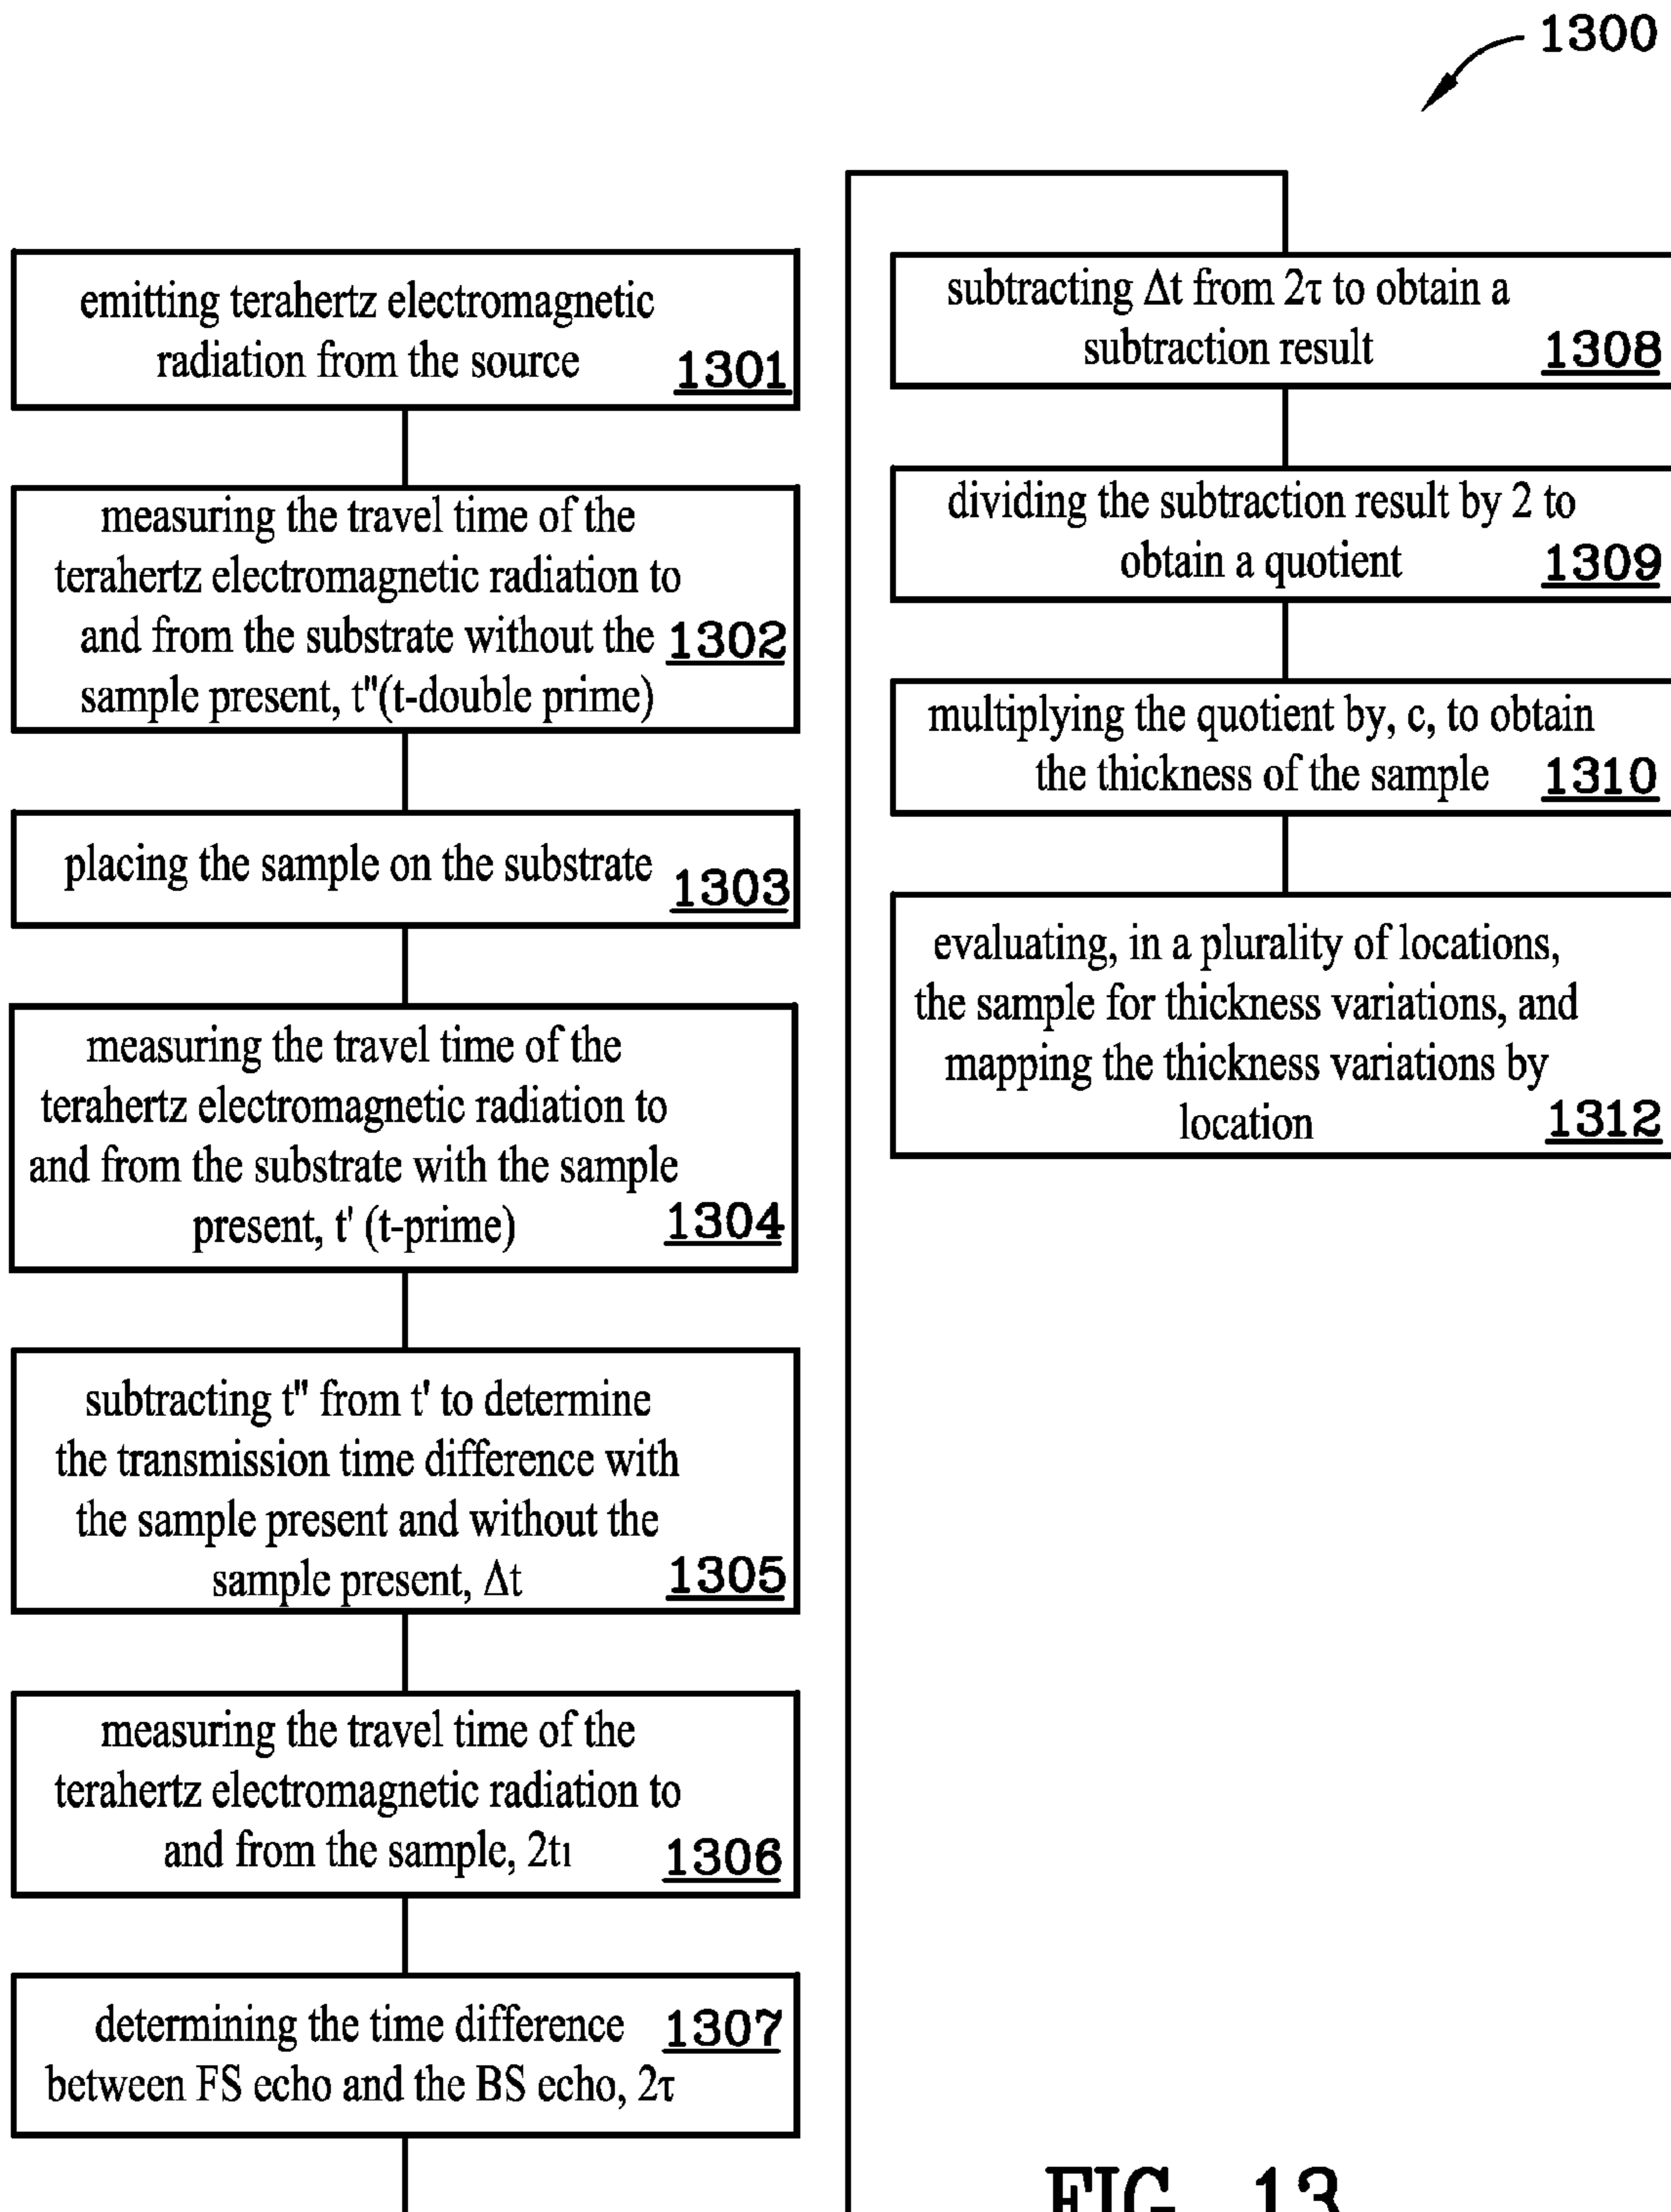 1300
emitting terahertz electromagnetic
radiation from the source 1301
measuring the travel time of the
terahertz electromagnetic radiation to
and from the substrate without the 1302
sample present, t"(t-double prime)
placing the sample on the substrate 1303
measuring the travel time of the
terahertz electromagnetic radiation to
and from the substrate with the sample
present, t' (t-prime) 1304
subtracting t" from t' to determine
the transmission time difference with
the sample present and without the
sample present, Δt 1305
measuring the travel time of the
terahertz electromagnetic radiation to
and from the sample, 2t₁ 1306
determining the time difference 1307
between FS echo and the BS echo, 2τ
subtracting Δt from 2τ to obtain a
subtraction result 1308
dividing the subtraction result by 2 to
obtain a quotient 1309
multiplying the quotient by, c, to obtain
the thickness of the sample 1310
evaluating, in a plurality of locations,
the sample for thickness variations, and
mapping the thickness variations by
location 1312
FIG. 13